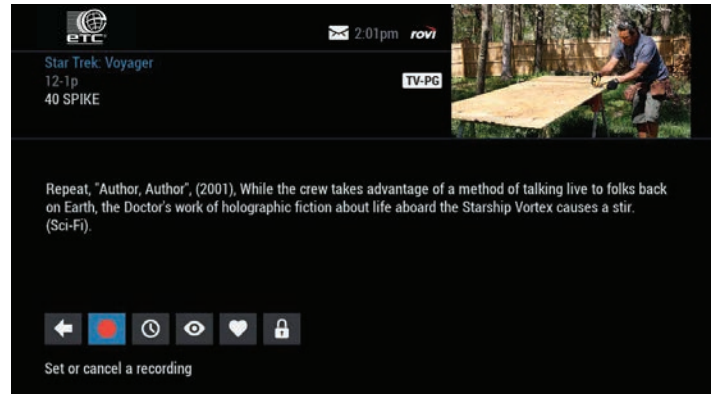 eTC
2:01pm rovi
Star Trek: Voyager
12-1p
TV-PG
40 SPIKE
Repeat, "Author, Author", (2001), While the crew takes advantage of a method of talking live to folks back
on Earth, the Doctor's work of holographic fiction about life aboard the Starship Vortex causes a stir.
(Sci-Fi).
Set or cancel a recording